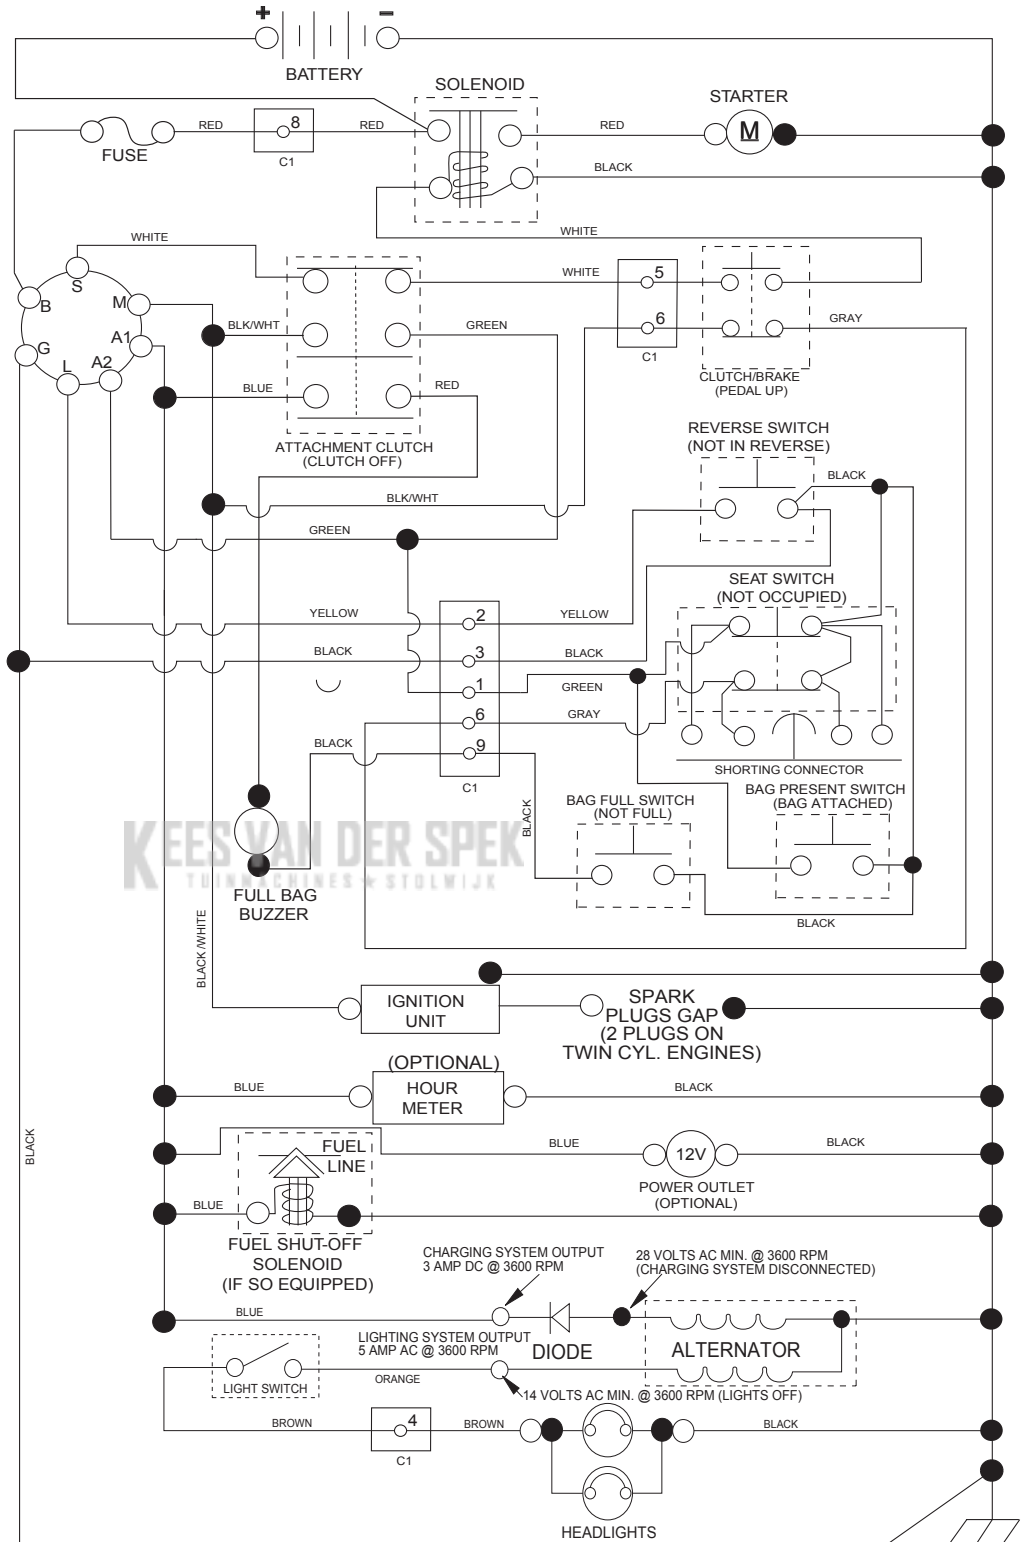 + −
BATTERY
SOLENOID
STARTER
RED 8 RED RED M
FUSE
C1
BLACK
WHITE
WHITE
S
B
M
G
A1
L
A2
WHITE 5
BLK/WHT GREEN 6 GRAY
C1
CLUTCH/BRAKE
(PEDAL UP)
BLUE RED
ATTACHMENT CLUTCH
(CLUTCH OFF)
REVERSE SWITCH
(NOT IN REVERSE)
BLACK
BLK/WHT
GREEN
SEAT SWITCH
(NOT OCCUPIED)
YELLOW 2 YELLOW
BLACK 3 BLACK
1 GREEN
6 GRAY
BLACK 9
C1
SHORTING CONNECTOR
BLACK
BAG FULL SWITCH
(NOT FULL)
BAG PRESENT SWITCH
(BAG ATTACHED)
KEES VAN DER SPEK
TUINMACHINES ★ STOLWIJK
FULL BAG
BUZZER
BLACK
BLACK /WHITE
IGNITION
UNIT
SPARK
PLUGS GAP
(2 PLUGS ON
TWIN CYL. ENGINES)
(OPTIONAL)
BLUE HOUR
METER BLACK
BLACK
FUEL
LINE
BLUE 12V BLACK
POWER OUTLET
(OPTIONAL)
BLUE
FUEL SHUT-OFF
SOLENOID
(IF SO EQUIPPED)
CHARGING SYSTEM OUTPUT
3 AMP DC @ 3600 RPM
28 VOLTS AC MIN. @ 3600 RPM
(CHARGING SYSTEM DISCONNECTED)
BLUE
LIGHTING SYSTEM OUTPUT
5 AMP AC @ 3600 RPM
DIODE
ALTERNATOR
LIGHT SWITCH
ORANGE
14 VOLTS AC MIN. @ 3600 RPM (LIGHTS OFF)
BROWN 4 BROWN BLACK
C1
HEADLIGHTS